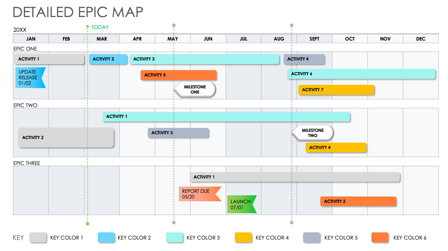 DETAILED EPIC MAP
TODAY
20XX
JAN FEB MAR APR MAY JUN JUL AUG SEPT OCT NOV DEC
EPIC ONE
ACTIVITY 1 ACTIVITY 2 ACTIVITY 3 ACTIVITY 4
UPDATE
RELEASE
01/02
ACTIVITY 5 ACTIVITY 6
MILESTONE
ONE
ACTIVITY 7
EPIC TWO
ACTIVITY 1
ACTIVITY 2 ACTIVITY 3
MILESTONE
TWO
ACTIVITY 4
EPIC THREE
ACTIVITY 1
REPORT DUE
05/20
LAUNCH
07/01
ACTIVITY 2
KEY KEY COLOR 1 KEY COLOR 2 KEY COLOR 3 KEY COLOR 4 KEY COLOR 5 KEY COLOR 6